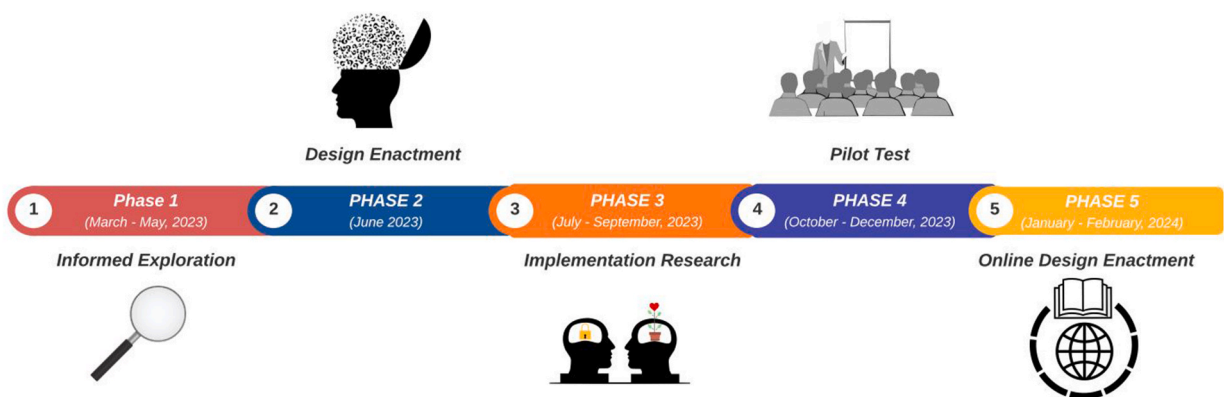 Design Enactment
Pilot Test
1
Phase 1
(March - May, 2023)
2
PHASE 2
(June 2023)
3
PHASE 3
(July - September, 2023)
4
PHASE 4
(October - December, 2023)
5
PHASE 5
(January - February, 2024)
Informed Exploration
Implementation Research
Online Design Enactment